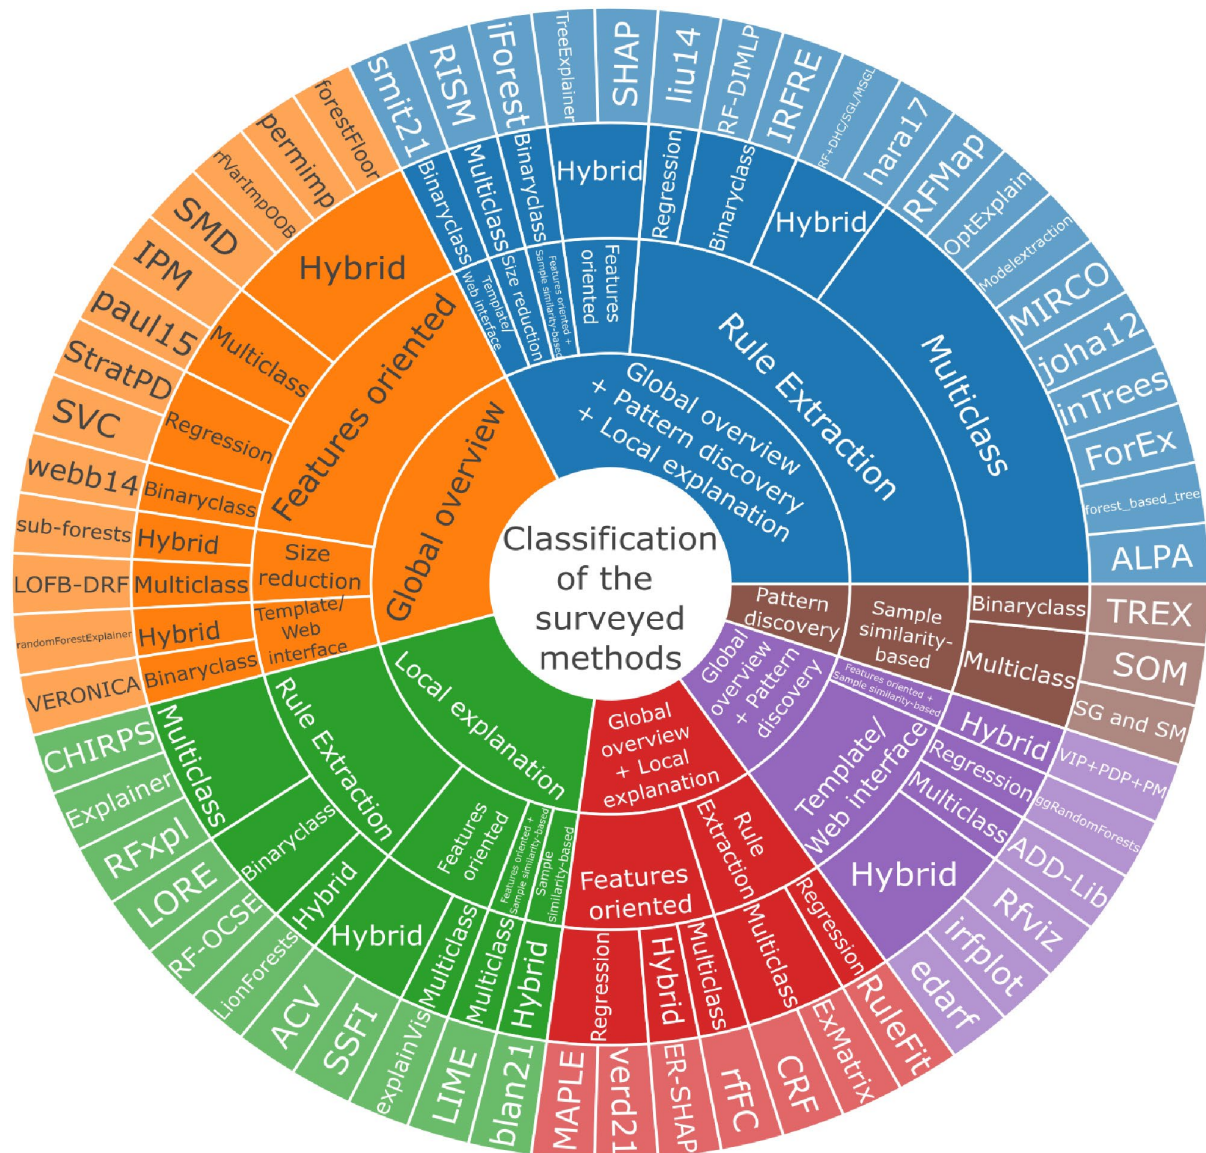 Classification
of the
surveyed
methods
Global overview
+ Pattern discovery
+ Local explanation
Template/
Web interface
Binaryclass
smit21
Size reduction
Multiclass
RISM
Features oriented +
Sample similarity-based
Binaryclass
iForest
Features
oriented
Hybrid
TreeExplainer
SHAP
Rule Extraction
Regression
liu14
Binaryclass
RF-DIMLP
IRFRE
Hybrid
RF+DHC/SGL/MSGL
hara17
Multiclass
RFMap
OptExplain
Modelextraction
MIRCO
joha12
inTrees
ForEx
forest_based_tree
ALPA
Pattern
discovery
Sample
similarity-
based
Binaryclass
TREX
Multiclass
SOM
SG and SM
Global
overview
+ Pattern
discovery
Features oriented +
Sample similarity-based
Hybrid
VIP+PDP+PM
Template/
Web interface
Regression
ggRandomForests
Multiclass
ADD-Lib
Hybrid
Rfviz
irfplot
edarf
Global
overview
+ Local
explanation
Rule
Extraction
Regression
RuleFit
Multiclass
ExMatrix
CRF
Features
oriented
Multiclass
rfFC
Hybrid
ER-SHAP
Regression
verd21
MAPLE
Local explanation
Sample
similarity-based
Hybrid
blan21
Features oriented +
Sample similarity-based
Multiclass
LIME
Features
oriented
Multiclass
explainVis
Hybrid
SSFI
ACV
Rule Extraction
Hybrid
LionForests
Binaryclass
RF-OCSE
LORE
Multiclass
RFxpl
Explainer
CHIRPS
Global overview
Template/
Web
interface
Binaryclass
VERONICA
Hybrid
randomForestExplainer
Size
reduction
Multiclass
LOFB-DRF
Hybrid
sub-forests
Features oriented
Binaryclass
webb14
Regression
SVC
StratPD
paul15
Multiclass
IPM
SMD
Hybrid
rfVarImpOOB
permimp
forestFloor